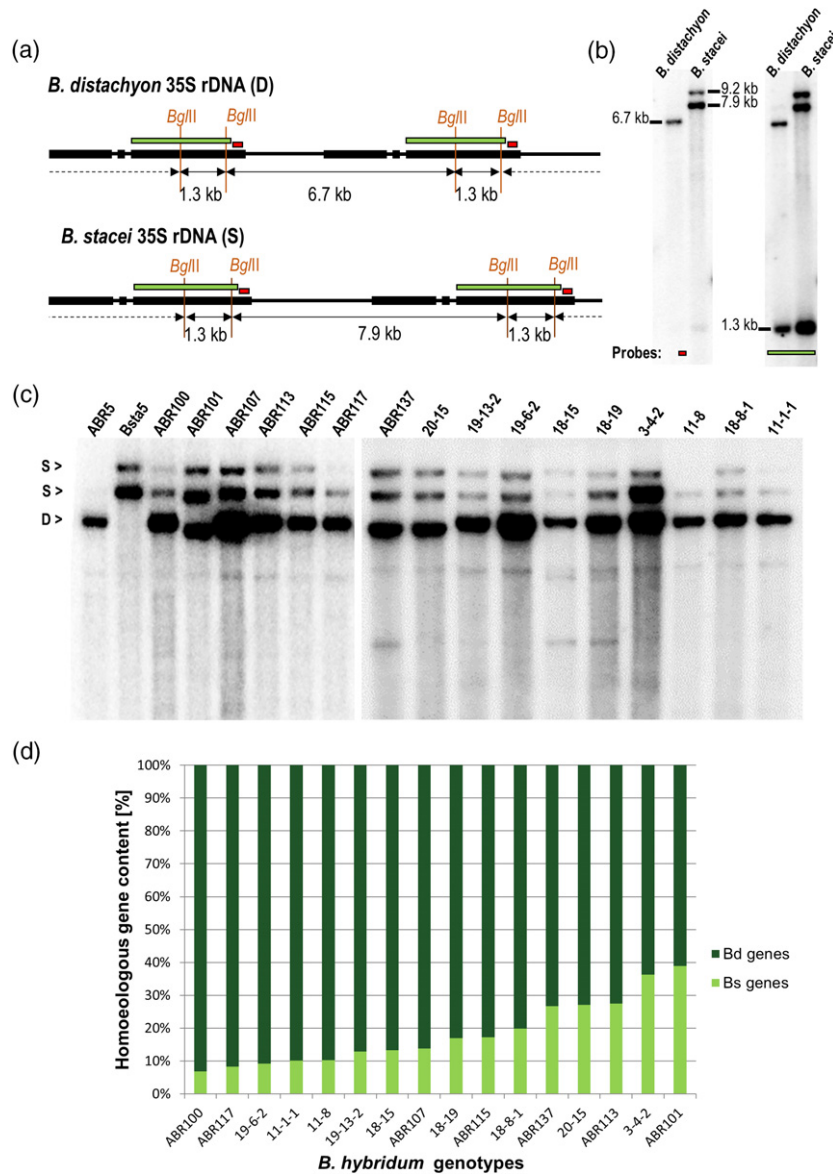 (a)
B. distachyon 35S rDNA (D)
BglII BglII BglII BglII
1.3 kb 6.7 kb 1.3 kb
B. stacei 35S rDNA (S)
BglII BglII BglII BglII
1.3 kb 7.9 kb 1.3 kb
(b)
B. distachyon B. stacei B. distachyon B. stacei
9.2 kb
7.9 kb
6.7 kb
1.3 kb
Probes:
(c)
ABR5 Bsta5 ABR100 ABR101 ABR107 ABR113 ABR115 ABR117 ABR137 20-15 19-13-2 19-6-2 18-15 18-19 3-4-2 11-8 18-8-1 11-1-1
S >
S >
D >
(d)
Homoeologous gene content [%]
100%
90%
80%
70%
60%
50%
40%
30%
20%
10%
0%
Bd genes
Bs genes
ABR100 ABR117 19-6-2 11-1-1 11-8 19-13-2 18-15 ABR107 18-19 ABR115 18-8-1 ABR137 20-15 ABR113 3-4-2 ABR101
B. hybridum genotypes